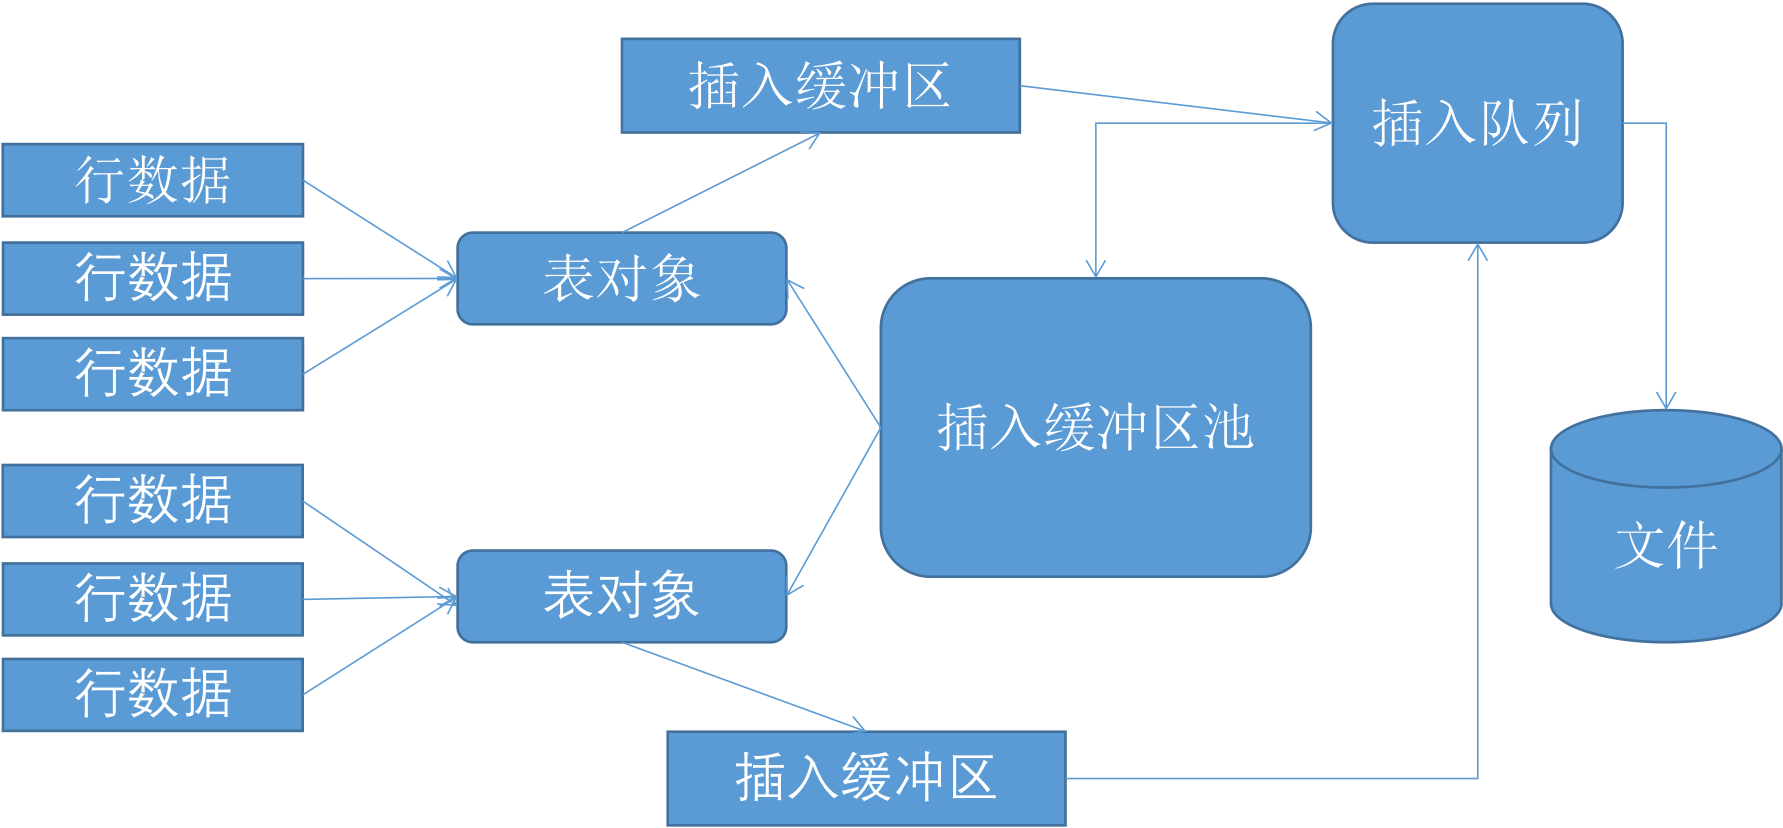 插入缓冲区
插入队列
行数据
行数据
行数据
表对象
插入缓冲区池
行数据
行数据
行数据
表对象
文件
插入缓冲区